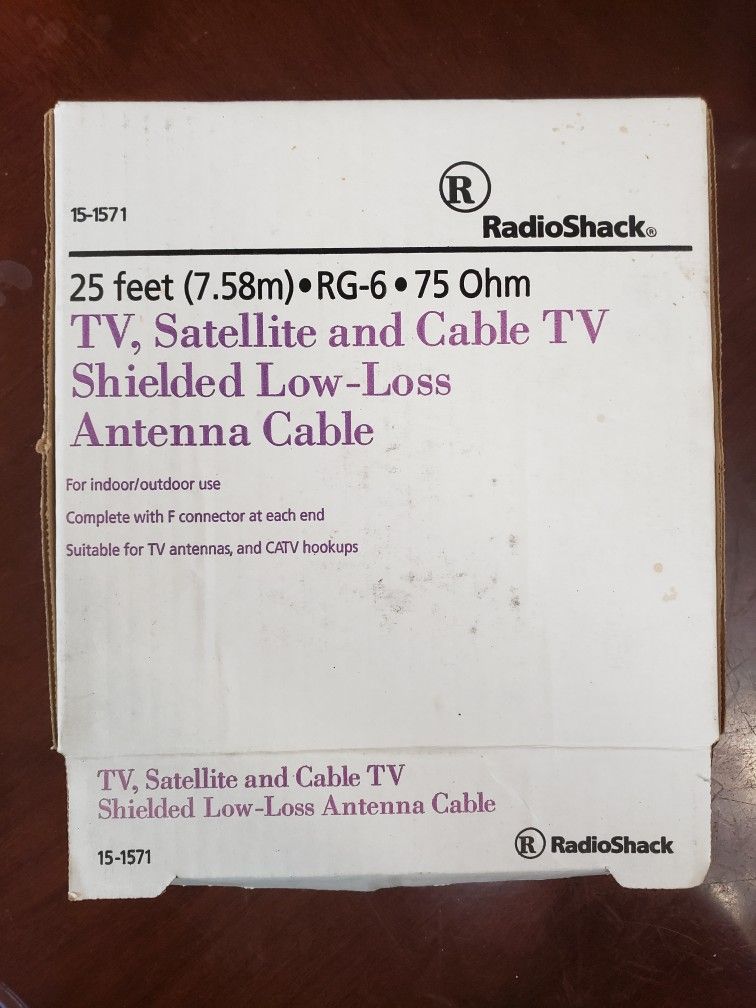 15-1571
R
RadioShack®
25 feet (7.58m)•RG-6•75 Ohm
TV, Satellite and Cable TV
Shielded Low-Loss
Antenna Cable
For indoor/outdoor use
Complete with F connector at each end
Suitable for TV antennas, and CATV hookups
TV, Satellite and Cable TV
Shielded Low-Loss Antenna Cable
15-1571
R RadioShack